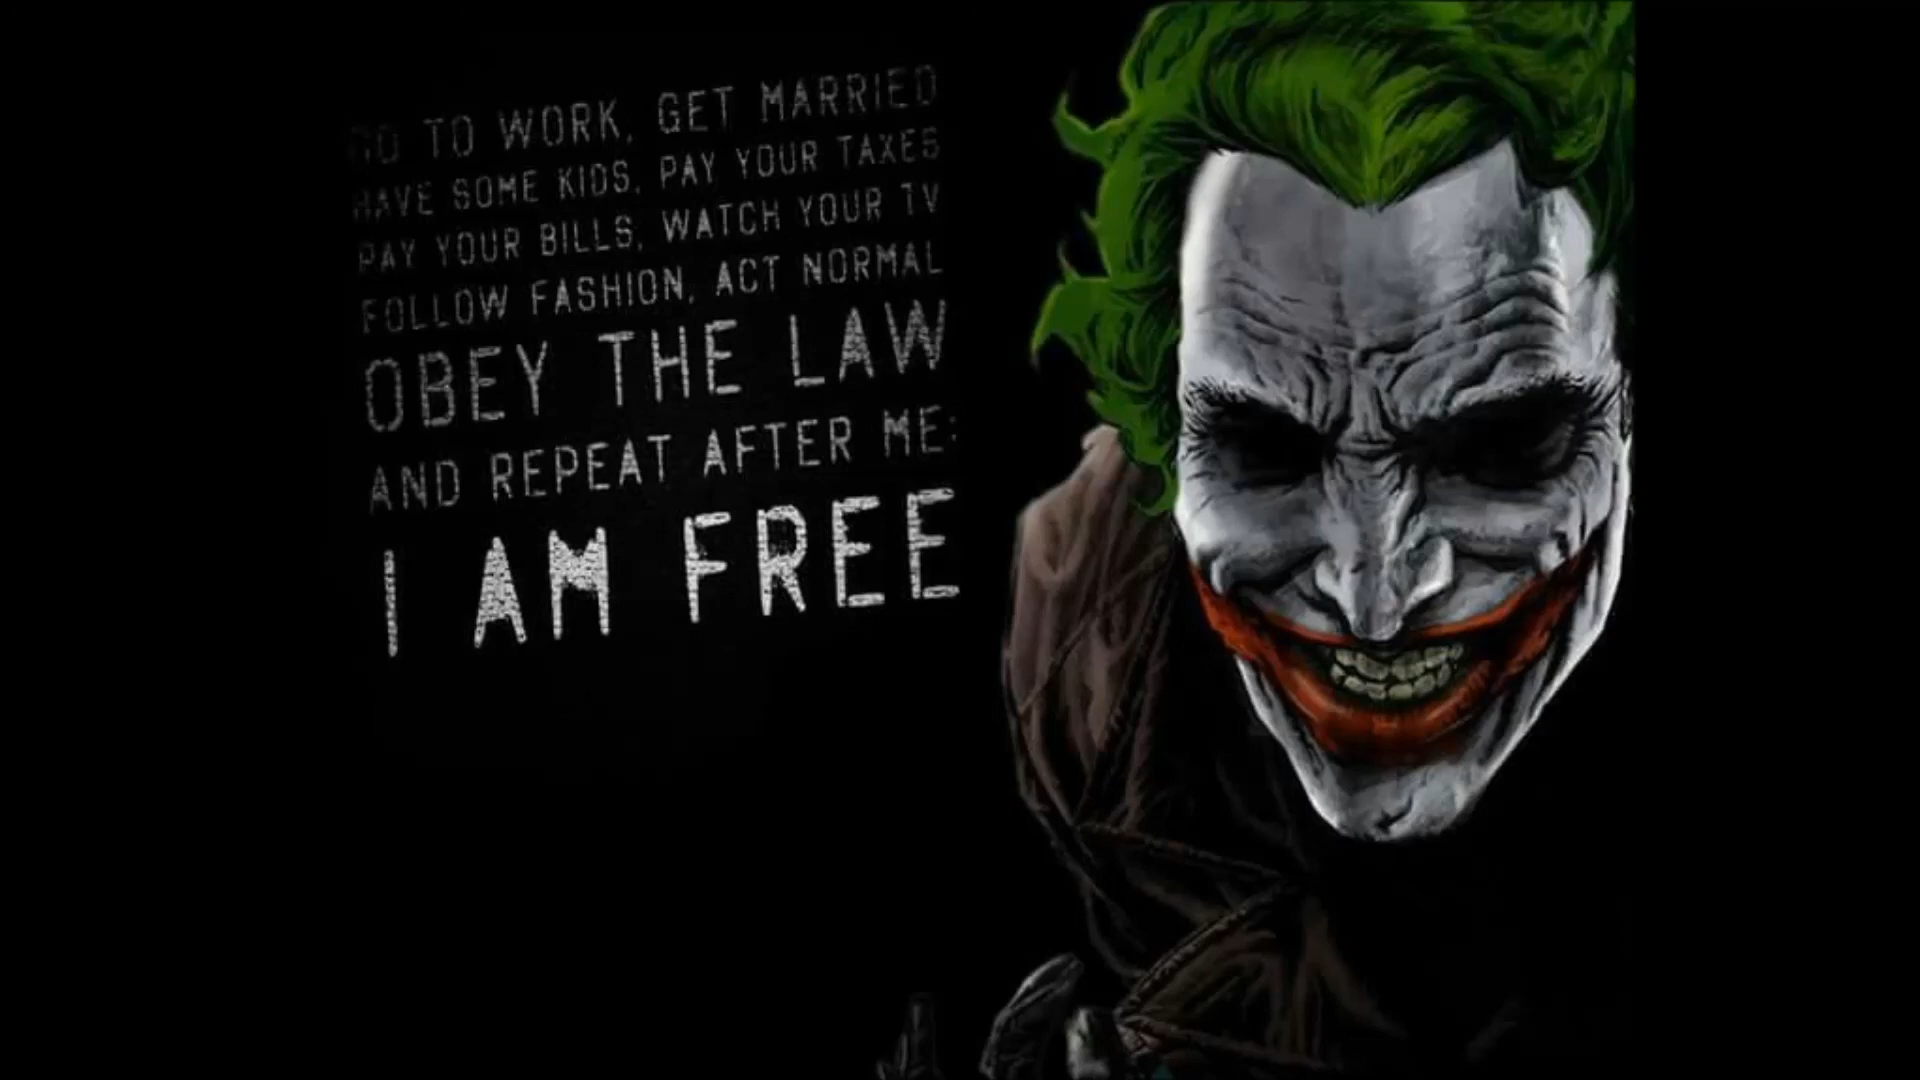 GO TO WORK, GET MARRIED
HAVE SOME KIDS, PAY YOUR TAXES
PAY YOUR BILLS, WATCH YOUR TV
FOLLOW FASHION, ACT NORMAL
OBEY THE LAW
AND REPEAT AFTER ME:
I AM FREE